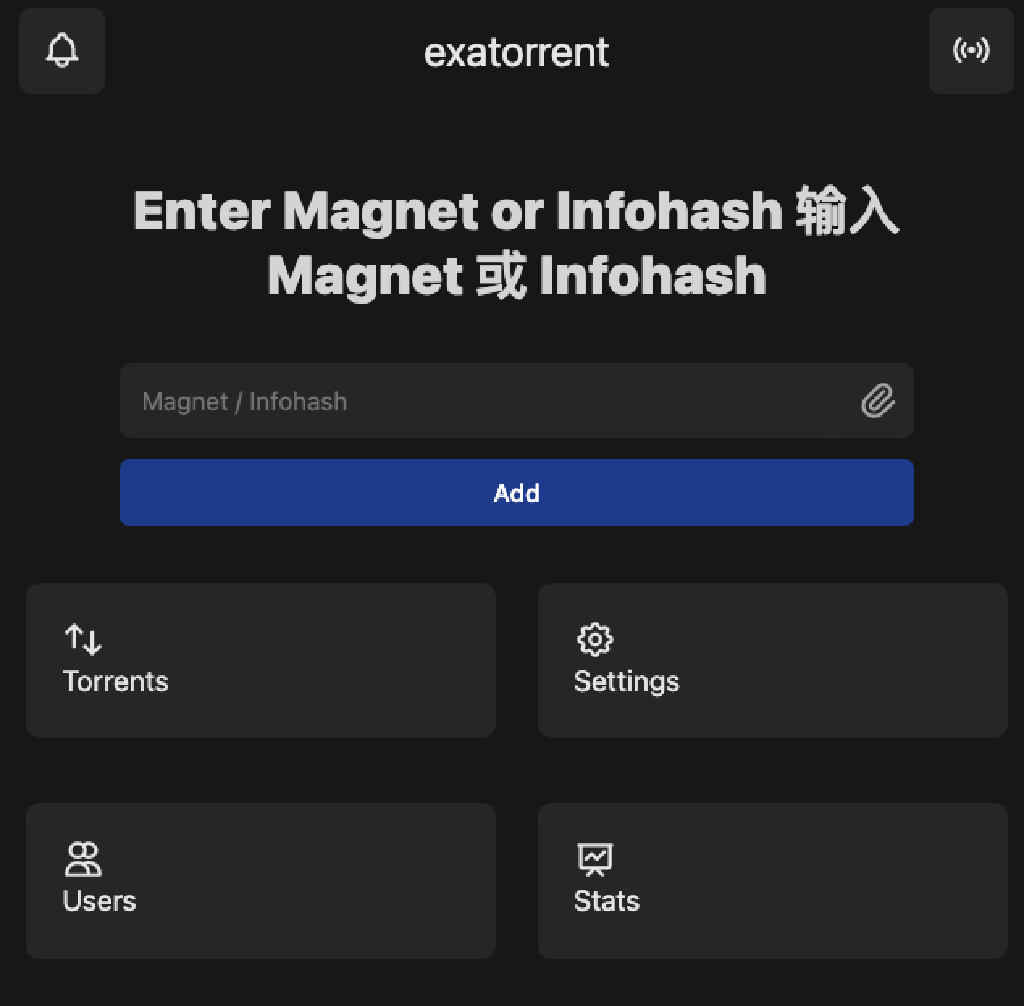 exatorrent
Enter Magnet or Infohash 输入
Magnet 或 Infohash
Magnet / Infohash
Add
Torrents
Settings
Users
Stats